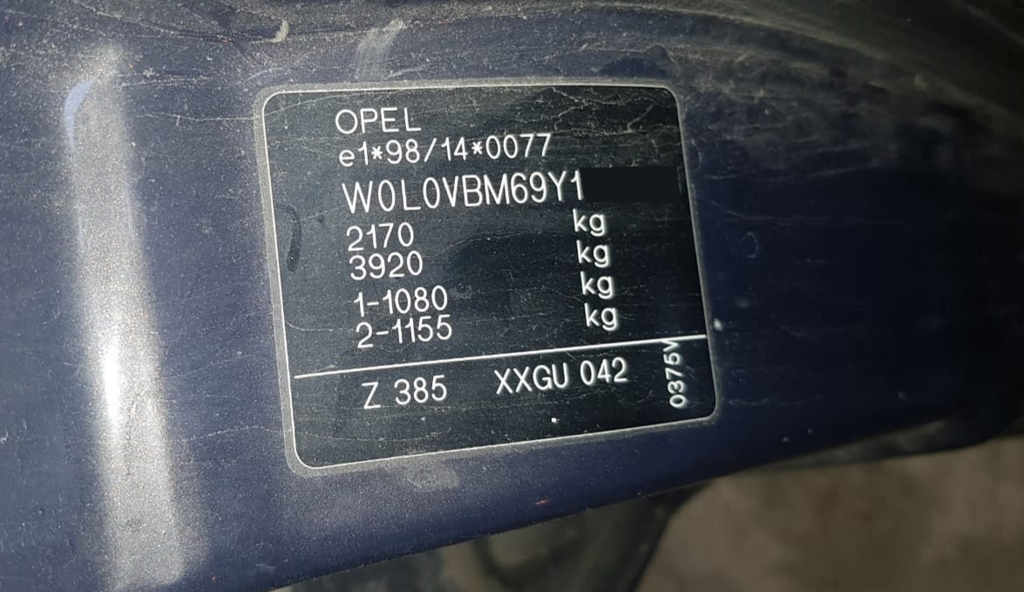 OPEL
e1*98/14*0077
W0L0VBM69Y1
2170 kg
3920 kg
1-1080 kg
2-1155 kg
Z 385 XXGU 042
0375V